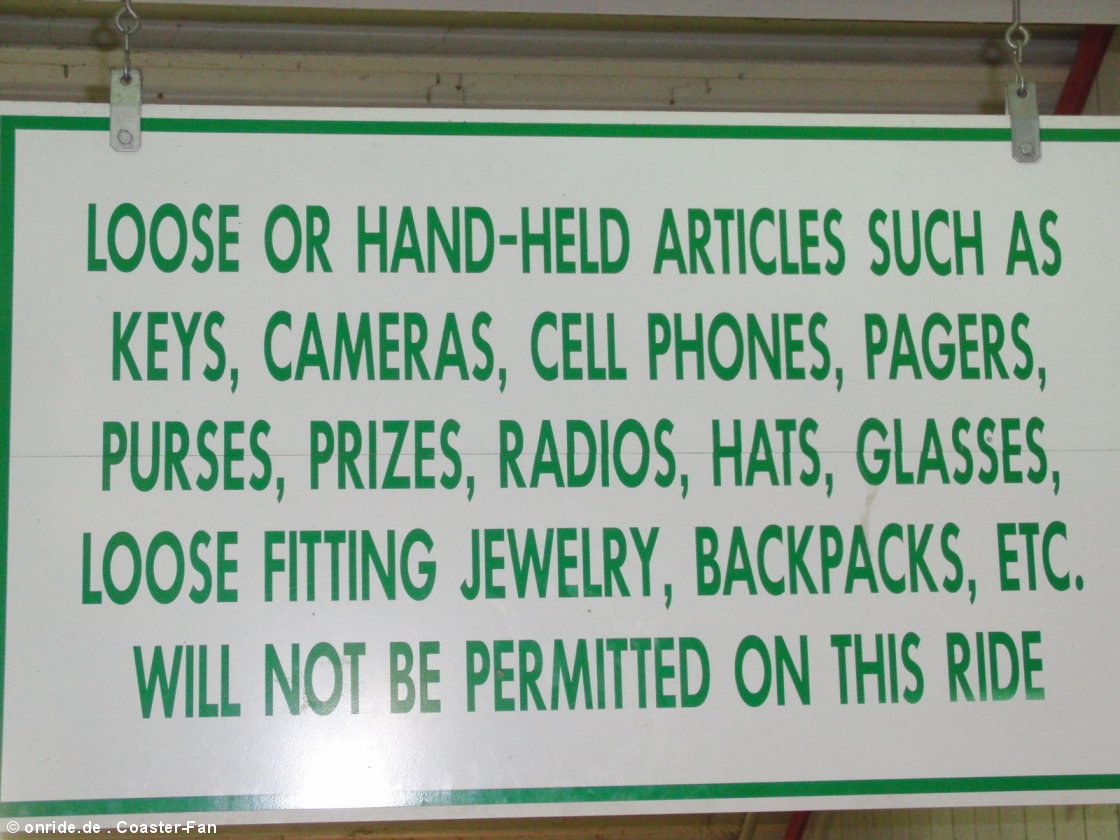 LOOSE OR HAND-HELD ARTICLES SUCH AS
KEYS, CAMERAS, CELL PHONES, PAGERS,
PURSES, PRIZES, RADIOS, HATS, GLASSES,
LOOSE FITTING JEWELRY, BACKPACKS, ETC.
WILL NOT BE PERMITTED ON THIS RIDE
© onride.de . Coaster-Fan